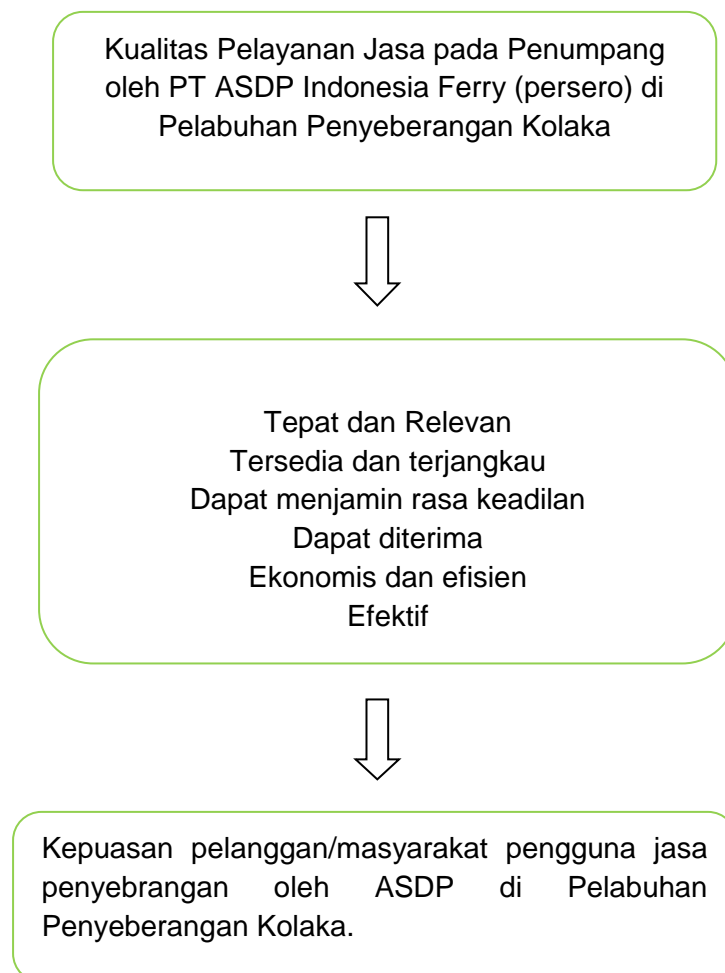 Kualitas Pelayanan Jasa pada Penumpang
oleh PT ASDP Indonesia Ferry (persero) di
Pelabuhan Penyeberangan Kolaka
Tepat dan Relevan
Tersedia dan terjangkau
Dapat menjamin rasa keadilan
Dapat diterima
Ekonomis dan efisien
Efektif
Kepuasan pelanggan/masyarakat pengguna jasa
penyebrangan oleh ASDP di Pelabuhan
Penyeberangan Kolaka.